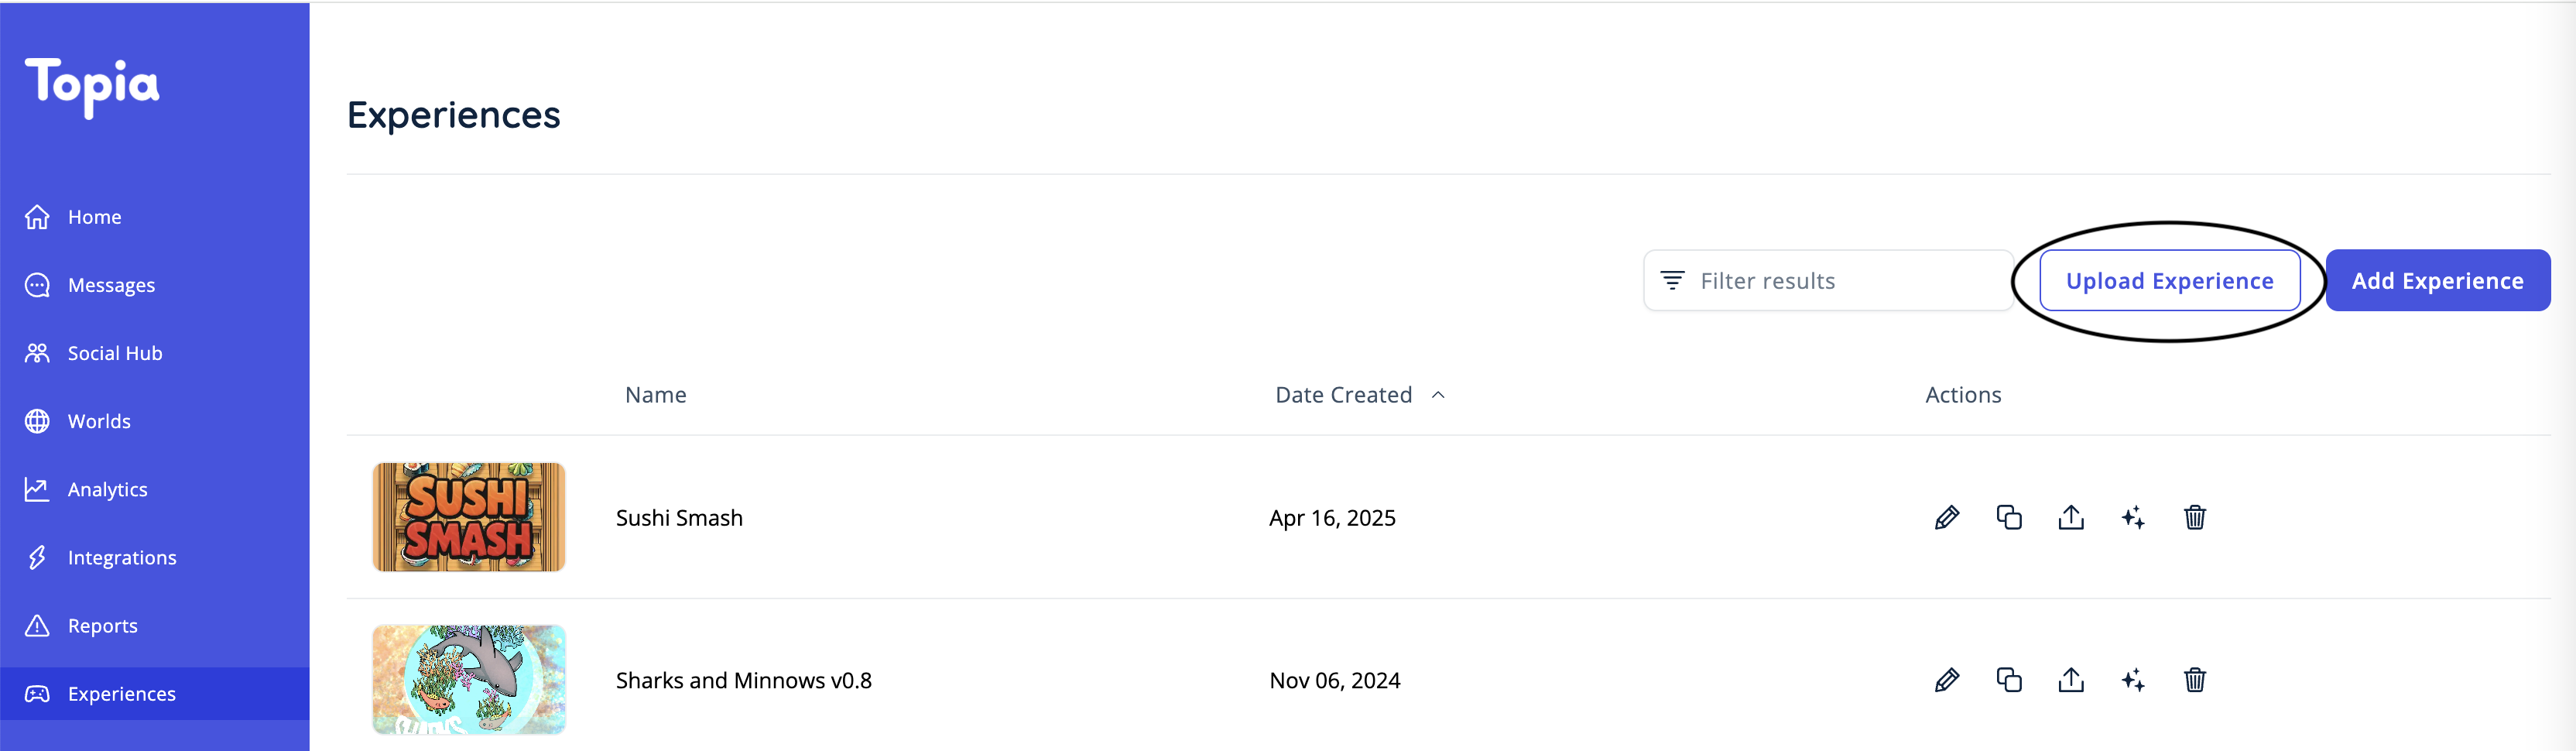 Topia
Home
Messages
Social Hub
Worlds
Analytics
Integrations
Reports
Experiences
Experiences
Filter results
Upload Experience
Add Experience
Name Date Created Actions
SUSHI
SMASH
Sushi Smash Apr 16, 2025
Sharks and Minnows v0.8 Nov 06, 2024